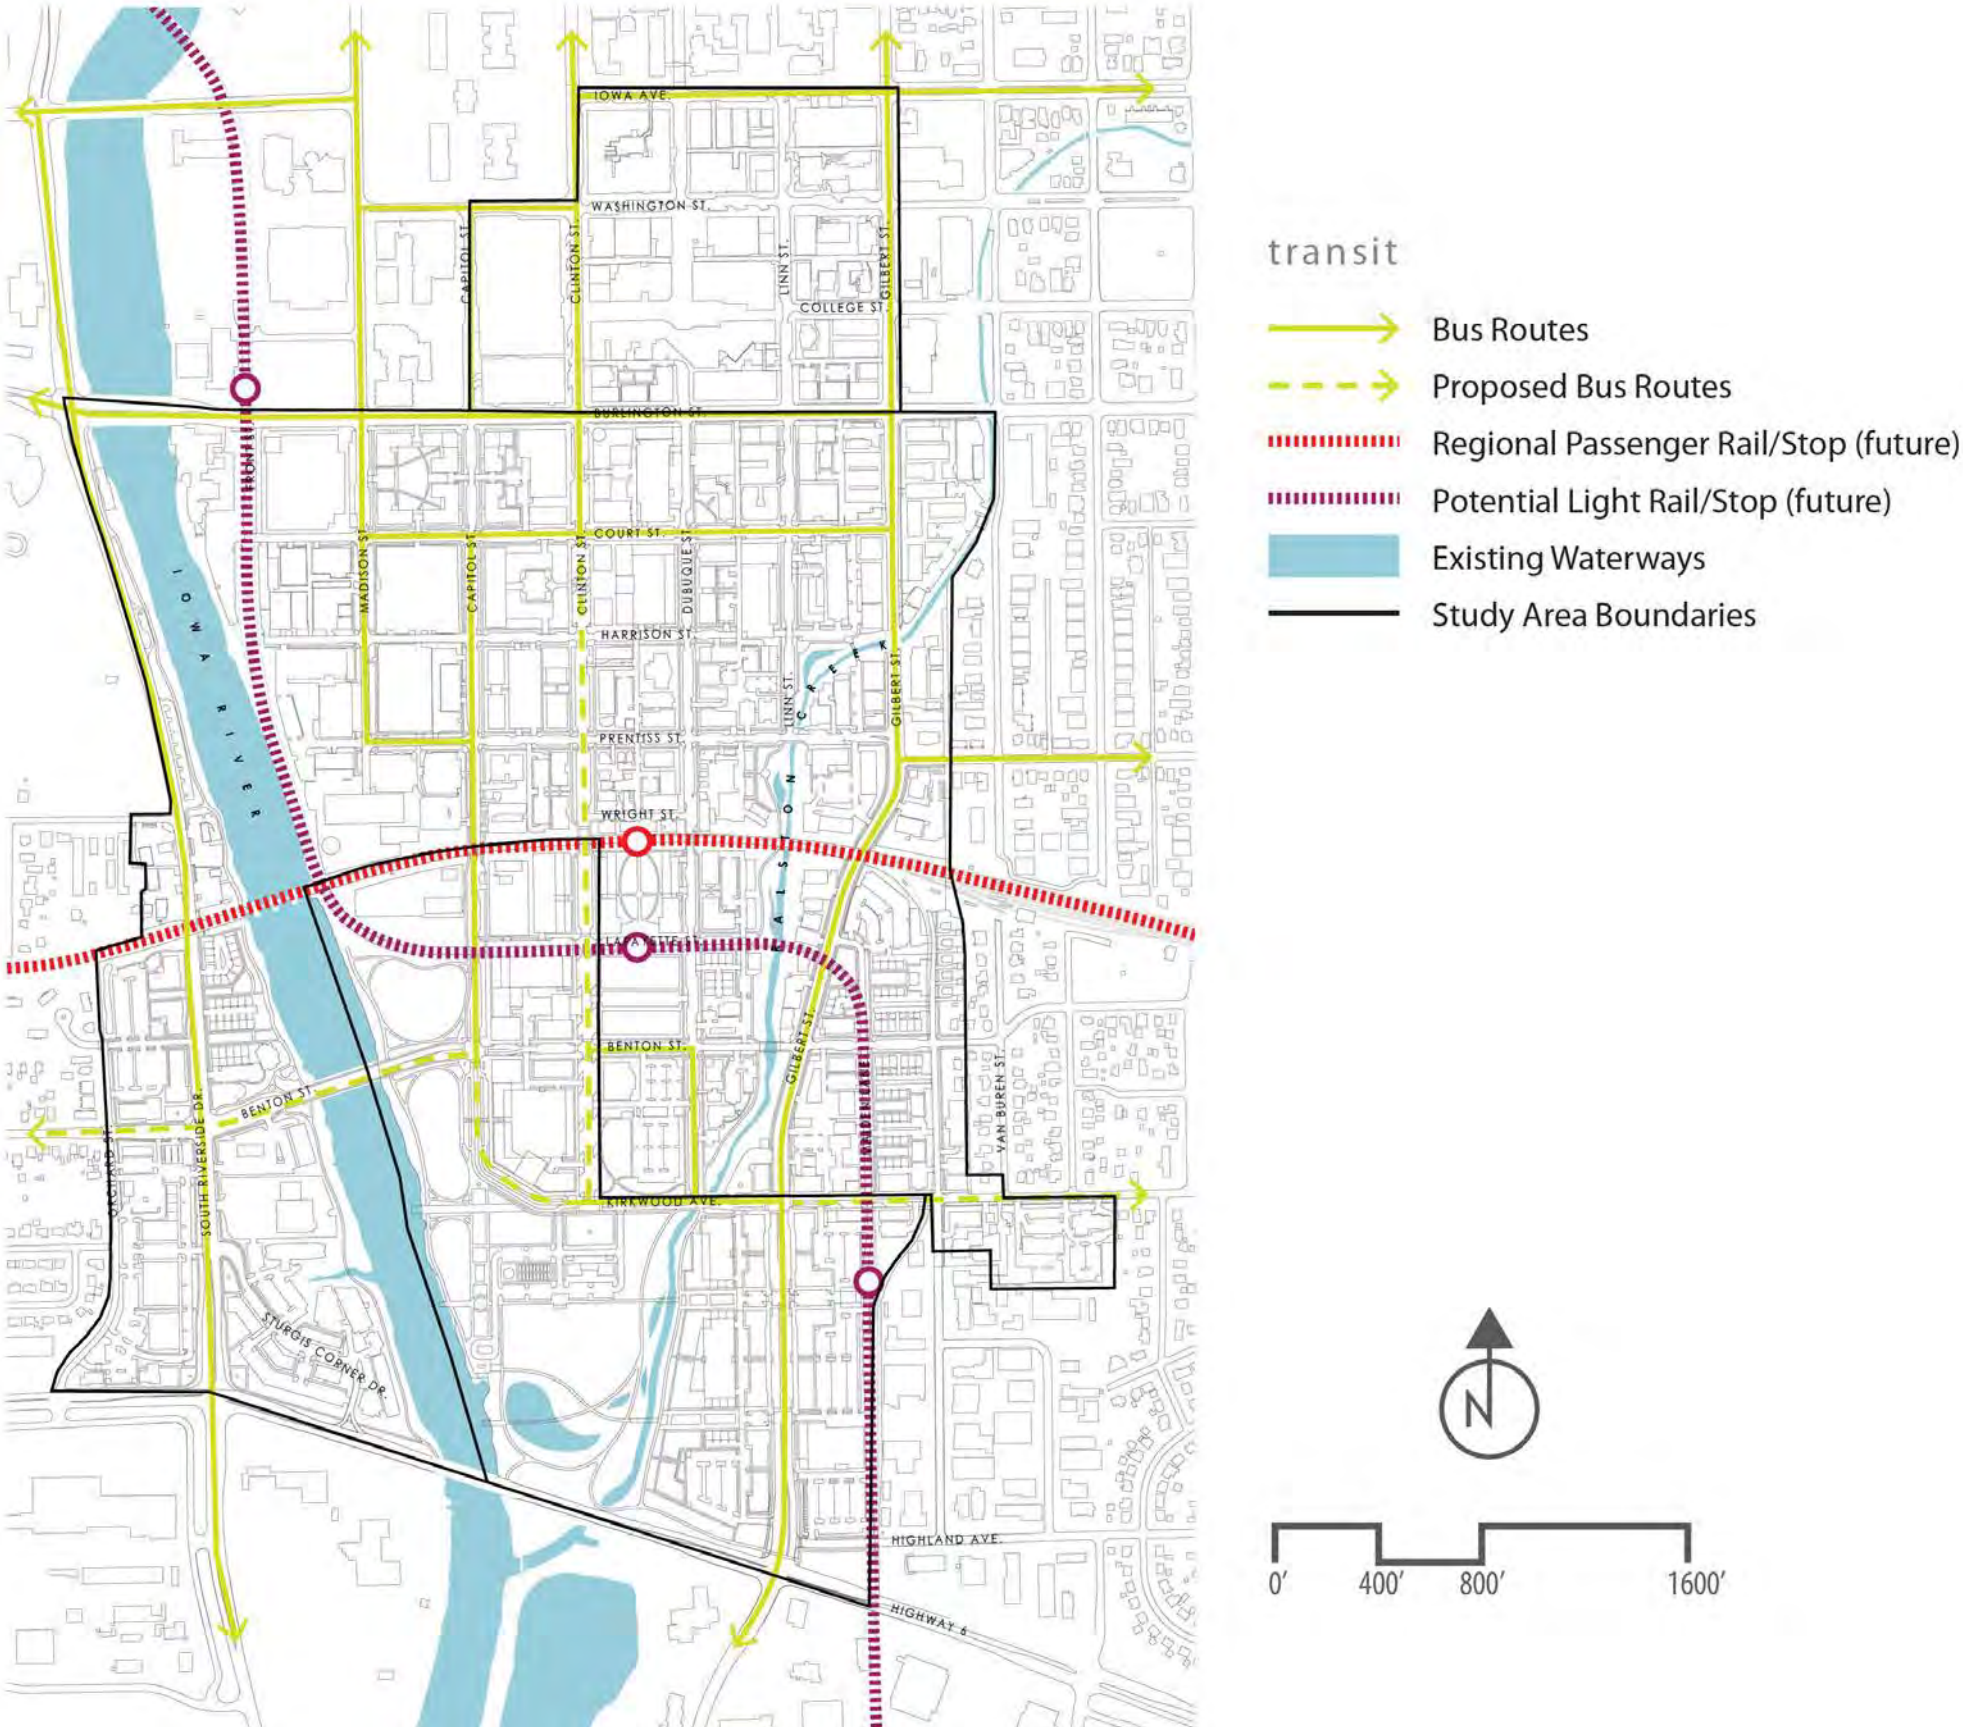 IOWA AVE.
WASHINGTON ST.
CAPITOL ST.
CLINTON ST.
LINN ST.
GILBERT ST.
COLLEGE ST.
BURLINGTON ST.
COURT ST.
MADISON ST.
CAPITOL ST.
CLINTON ST.
DUBUQUE ST.
IOWA RIVER
HARRISON ST.
LINN ST.
GILBERT ST.
RALSTON CREEK
PRENTISS ST.
WRIGHT ST.
LAFAYETTE ST.
BENTON ST.
GILBERT ST.
BENTON ST.
VAN BUREN ST.
ORCHARD ST.
SOUTH RIVERSIDE DR.
KIRKWOOD AVE.
STURGIS CORNER DR.
HIGHLAND AVE.
HIGHWAY 6
transit
Bus Routes
Proposed Bus Routes
Regional Passenger Rail/Stop (future)
Potential Light Rail/Stop (future)
Existing Waterways
Study Area Boundaries
N
0' 400' 800' 1600'